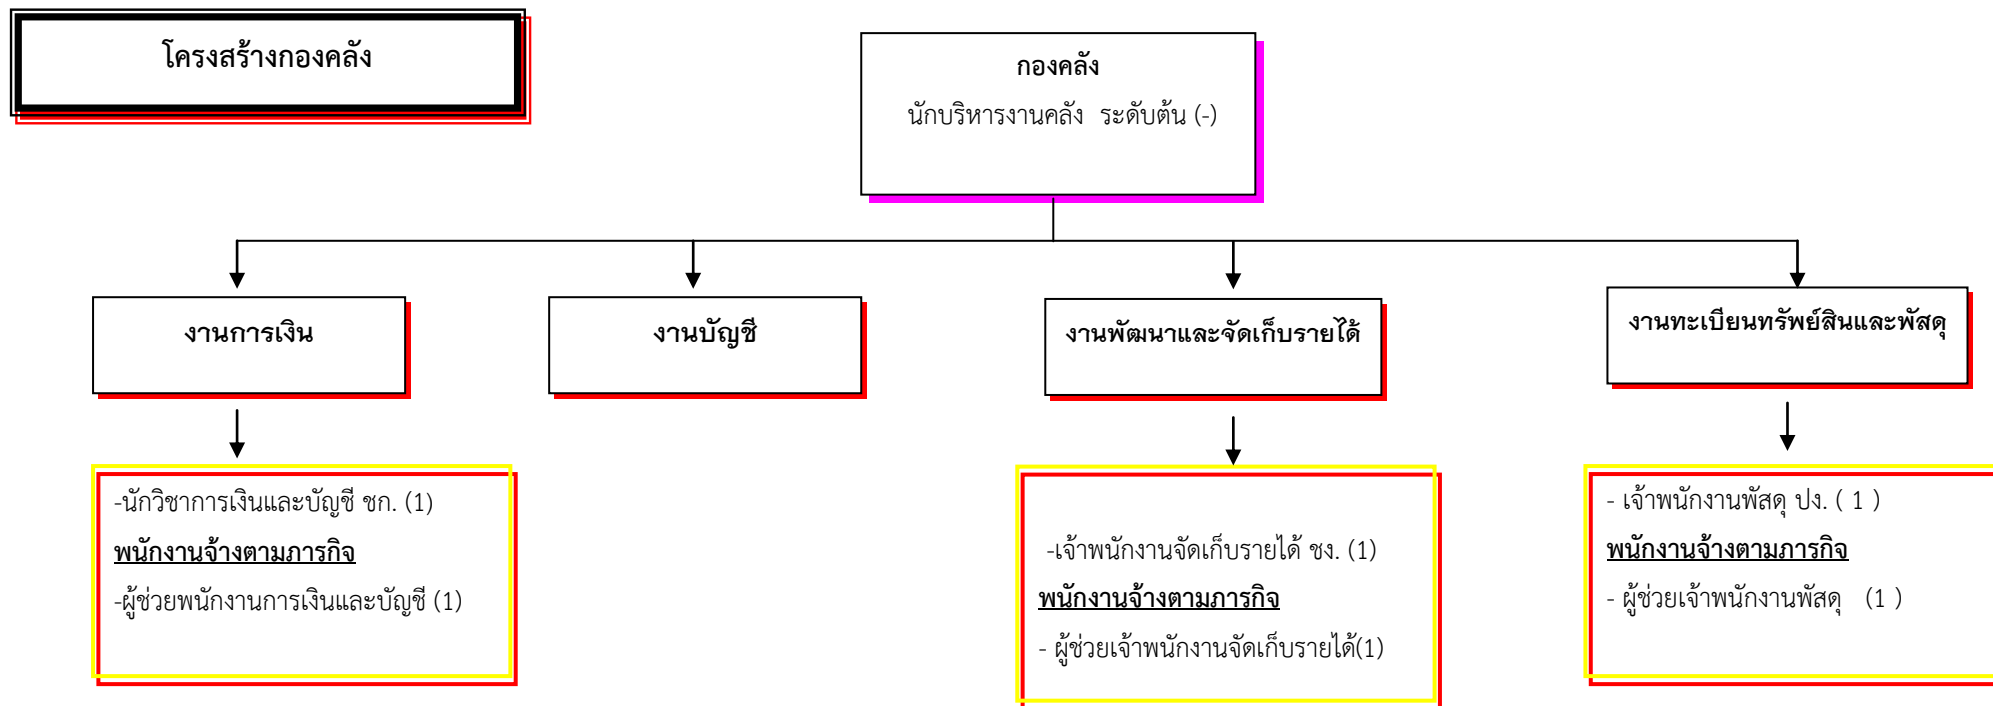 โครงสร้างกองคลัง
กองคลัง
นักบริหารงานคลัง ระดับต้น (-)
งานการเงิน
งานบัญชี
งานพัฒนาและจัดเก็บรายได้
งานทะเบียนทรัพย์สินและพัสดุ
-นักวิชาการเงินและบัญชี ชก. (1)
พนักงานจ้างตามภารกิจ
-ผู้ช่วยพนักงานการเงินและบัญชี (1)
-เจ้าพนักงานจัดเก็บรายได้ ชง. (1)
พนักงานจ้างตามภารกิจ
- ผู้ช่วยเจ้าพนักงานจัดเก็บรายได้(1)
- เจ้าพนักงานพัสดุ ปง. ( 1 )
พนักงานจ้างตามภารกิจ
- ผู้ช่วยเจ้าพนักงานพัสดุ (1 )